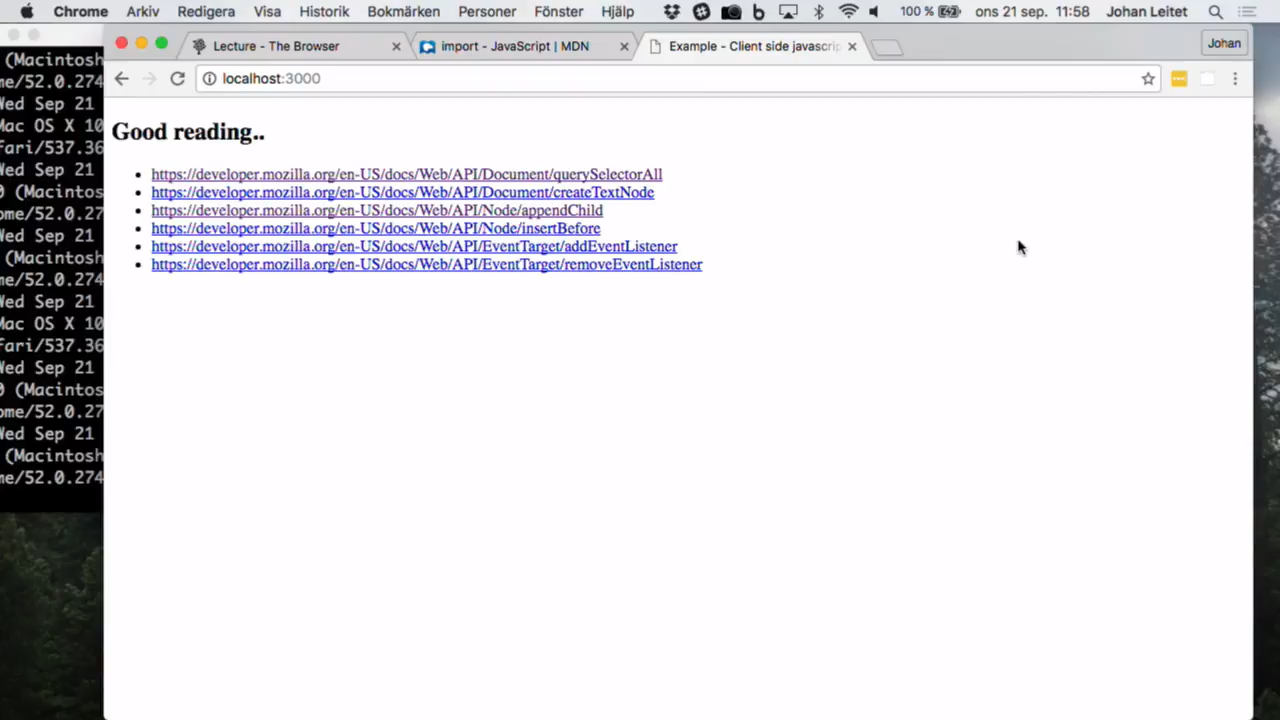 Chrome Arkiv Redigera Visa Historik Bokmärken Personer Fönster Hjälp 100 % ons 21 sep. 11:58 Johan Leitet
Lecture - The Browser import - JavaScript | MDN Example - Client side javascrip Johan
localhost:3000
Good reading..
https://developer.mozilla.org/en-US/docs/Web/API/Document/querySelectorAll
https://developer.mozilla.org/en-US/docs/Web/API/Document/createTextNode
https://developer.mozilla.org/en-US/docs/Web/API/Node/appendChild
https://developer.mozilla.org/en-US/docs/Web/API/Node/insertBefore
https://developer.mozilla.org/en-US/docs/Web/API/EventTarget/addEventListener
https://developer.mozilla.org/en-US/docs/Web/API/EventTarget/removeEventListener
(Macintosh
me/52.0.274
Wed Sep 21
Mac OS X 10
fari/537.36
Wed Sep 21
0 (Macintos
ome/52.0.27
Wed Sep 21
(Macintosh
me/52.0.274
Wed Sep 21
Mac OS X 10
fari/537.36
Wed Sep 21
0 (Macintos
ome/52.0.27
Wed Sep 21
(Macintosh
me/52.0.274